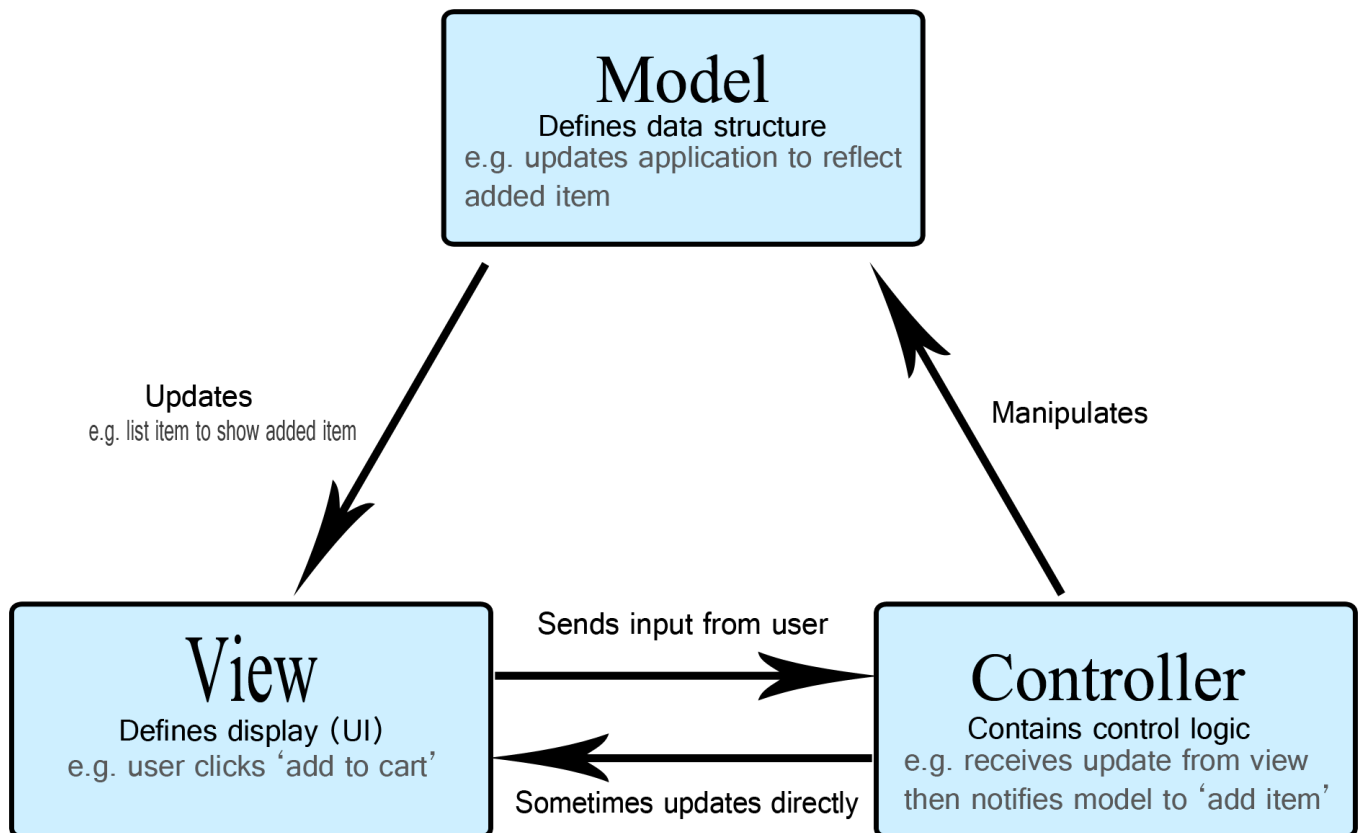 Model
Defines data structure
e.g. updates application to reflect
added item
Updates
e.g. list item to show added item
Manipulates
Sends input from user
View
Defines display (UI)
e.g. user clicks ‘add to cart’
Controller
Contains control logic
e.g. receives update from view
then notifies model to ‘add item’
Sometimes updates directly